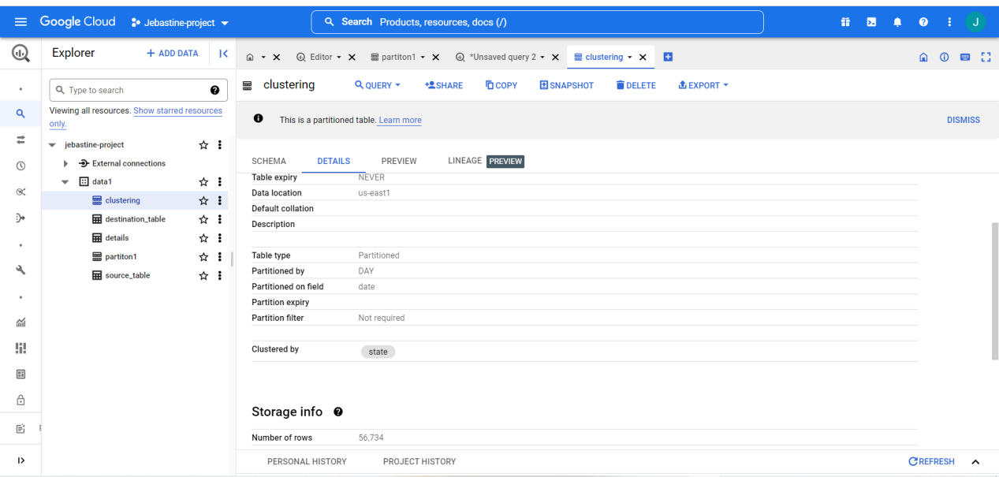 Google Cloud
Jebastine-project
Search Products, resources, docs (/)
J
Explorer
+ ADD DATA
Editor
partiton1
*Unsaved query 2
clustering
Type to search
Viewing all resources. Show starred resources
only.
jebastine-project
External connections
data1
clustering
destination_table
details
partiton1
source_table
clustering
QUERY
SHARE
COPY
SNAPSHOT
DELETE
EXPORT
This is a partitioned table. Learn more
DISMISS
SCHEMA
DETAILS
PREVIEW
LINEAGE PREVIEW
Table expiry NEVER
Data location us-east1
Default collation
Description
Table type Partitioned
Partitioned by DAY
Partitioned on field date
Partition expiry
Partition filter Not required
Clustered by state
Storage info
Number of rows 56,734
PERSONAL HISTORY
PROJECT HISTORY
REFRESH